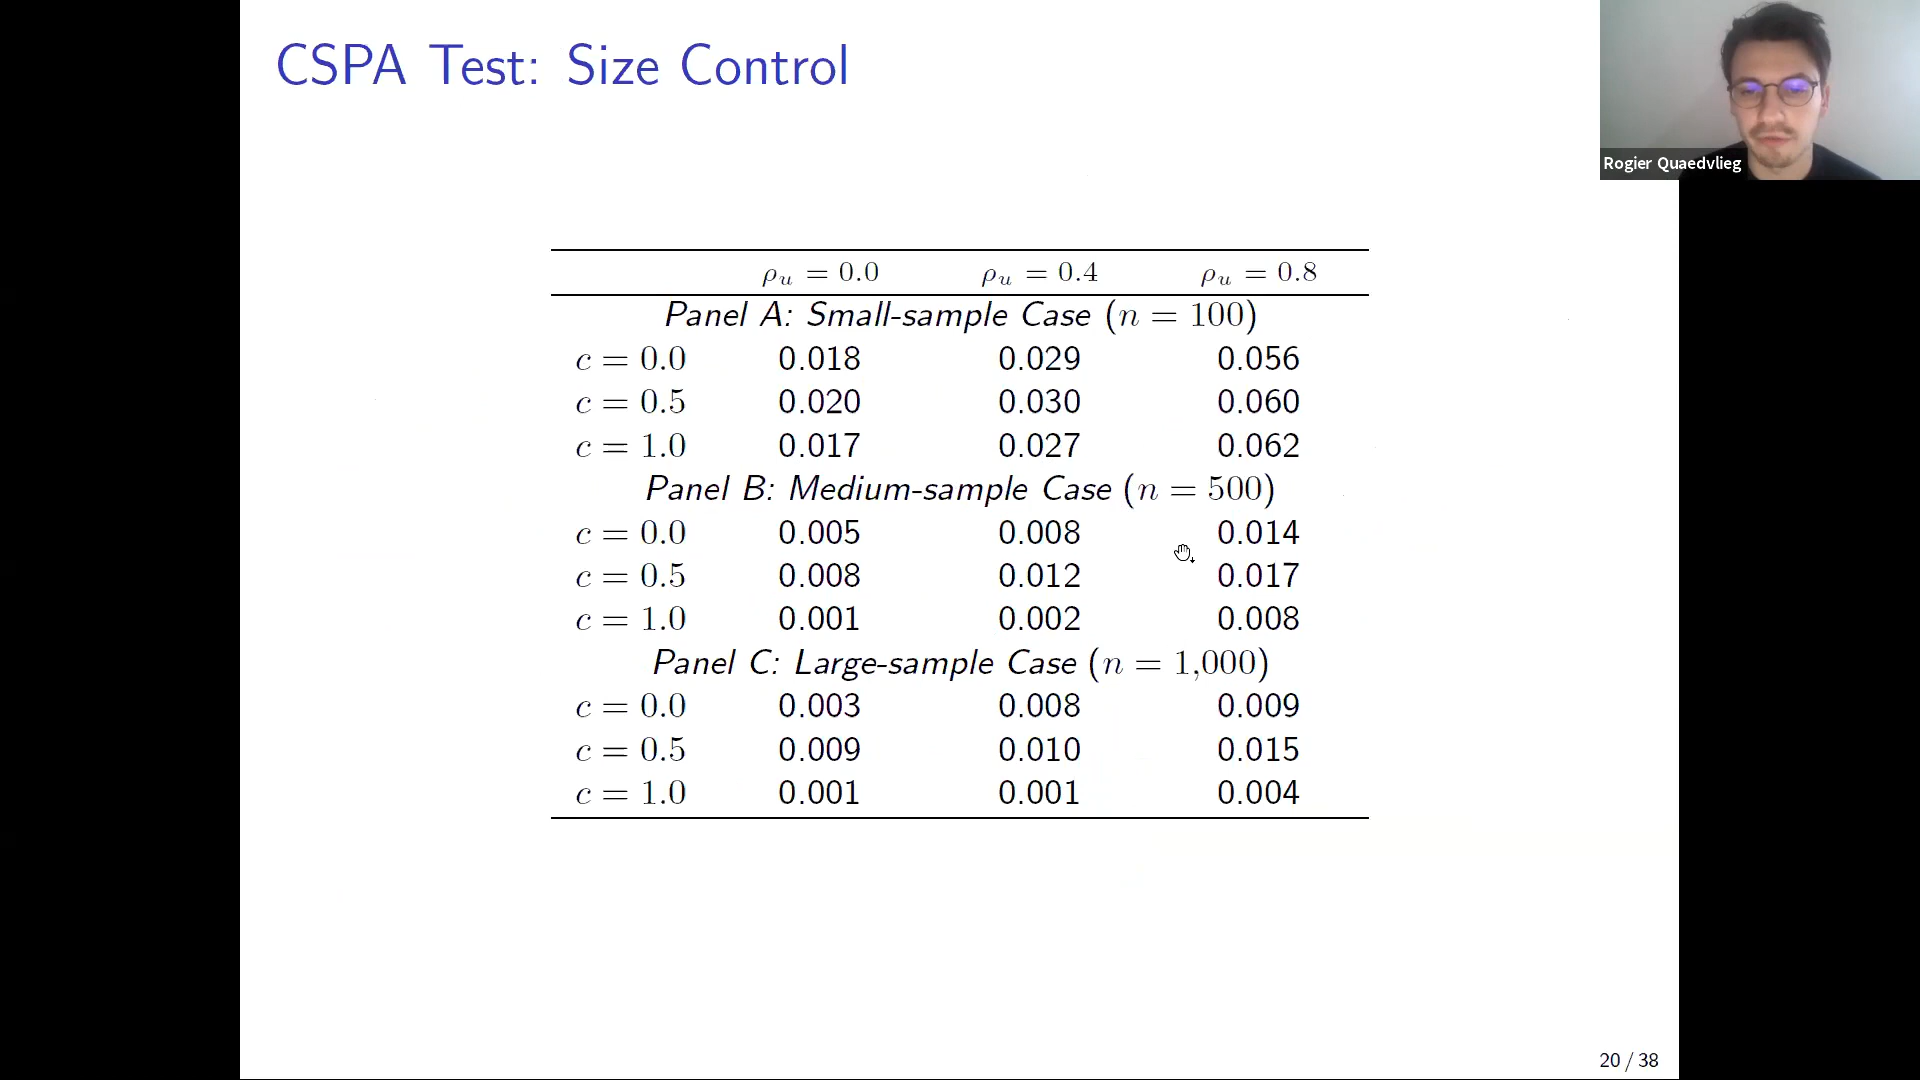 CSPA Test: Size Control
Rogier Quaedvlieg
ρu = 0.0 ρu = 0.4 ρu = 0.8
Panel A: Small-sample Case (n = 100)
c = 0.0 0.018 0.029 0.056
c = 0.5 0.020 0.030 0.060
c = 1.0 0.017 0.027 0.062
Panel B: Medium-sample Case (n = 500)
c = 0.0 0.005 0.008 0.014
c = 0.5 0.008 0.012 0.017
c = 1.0 0.001 0.002 0.008
Panel C: Large-sample Case (n = 1,000)
c = 0.0 0.003 0.008 0.009
c = 0.5 0.009 0.010 0.015
c = 1.0 0.001 0.001 0.004
20 / 38